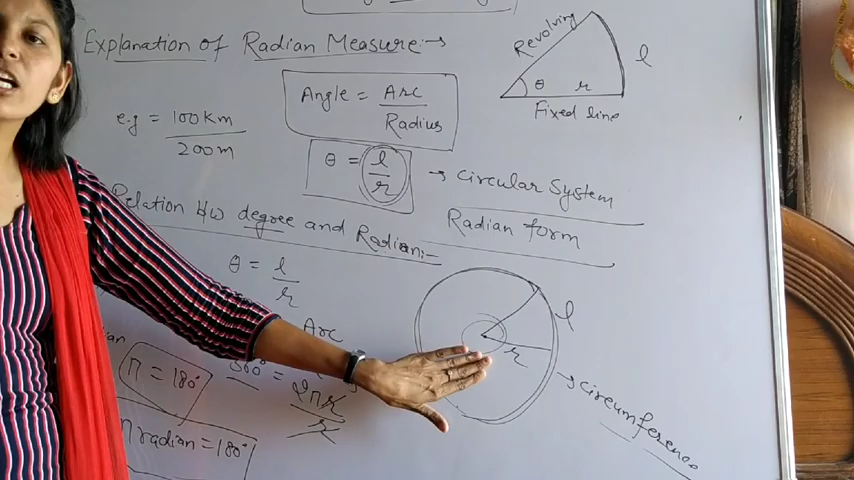 Explanation of Radian Measure:→
Revolving
l
θ
r
Fixed line
Angle = Arc
Radius
e.g = 100 Km
200m
θ = l
r
→ Circular System
Radian form
Relation b/w degree and Radian:-
θ = l
r
Arc
360° =
2πr
r
π = 180°
π radian = 180°
l
r
→ circumference